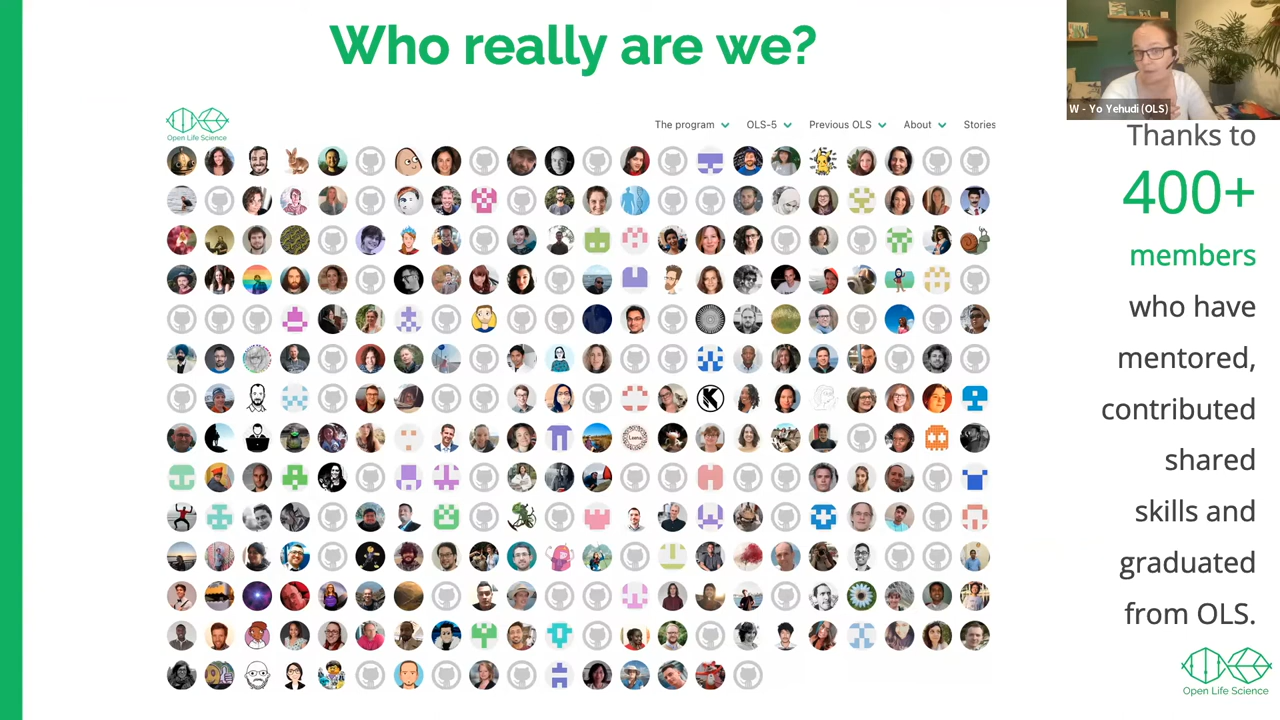 Who really are we?
W - Yo Yehudi (OLS)
Open Life Science
The program
OLS-5
Previous OLS
About
Stories
Thanks to
400+
members
who have
mentored,
contributed
shared
skills and
graduated
from OLS.
K
Leena
Open Life Science